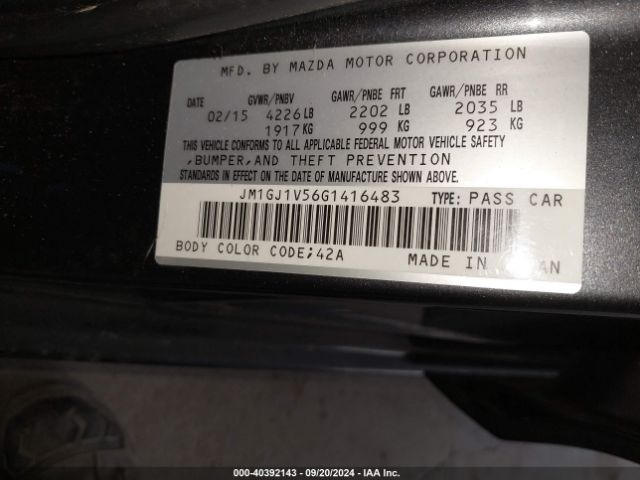 MFD. BY MAZDA MOTOR CORPORATION
DATE GVWR/PNBV GAWR/PNBE FRT GAWR/PNBE RR
02/15 4226LB 2202 LB 2035 LB
1917KG 999 KG 923 KG
THIS VEHICLE CONFORMS TO ALL APPLICABLE FEDERAL MOTOR VEHICLE SAFETY
,BUMPER,AND THEFT PREVENTION
STANDARDS IN EFFECT ON THE DATE OF MANUFACTURE SHOWN ABOVE.
JM1GJ1V56G1416483 TYPE: PASS CAR
BODY COLOR CODE;42A MADE IN
000-40392143 - 09/20/2024 - IAA Inc.